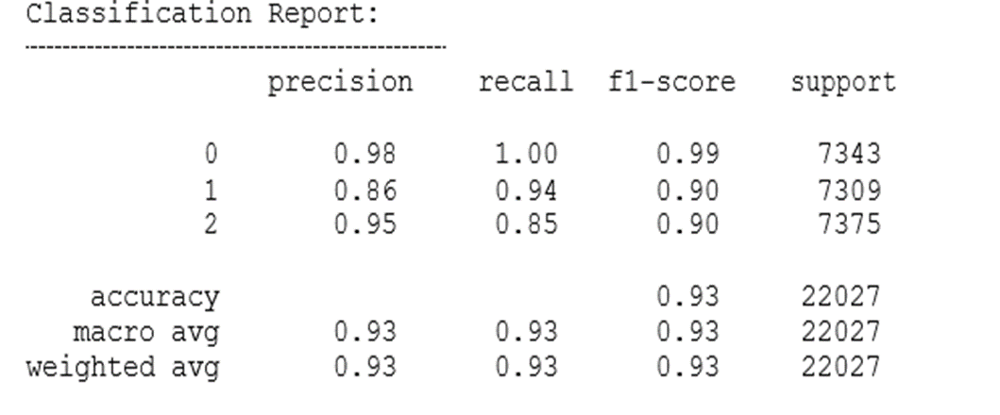 Classification Report:
--------------------------------------------------------
precision recall f1-score support
0 0.98 1.00 0.99 7343
1 0.86 0.94 0.90 7309
2 0.95 0.85 0.90 7375
accuracy 0.93 22027
macro avg 0.93 0.93 0.93 22027
weighted avg 0.93 0.93 0.93 22027